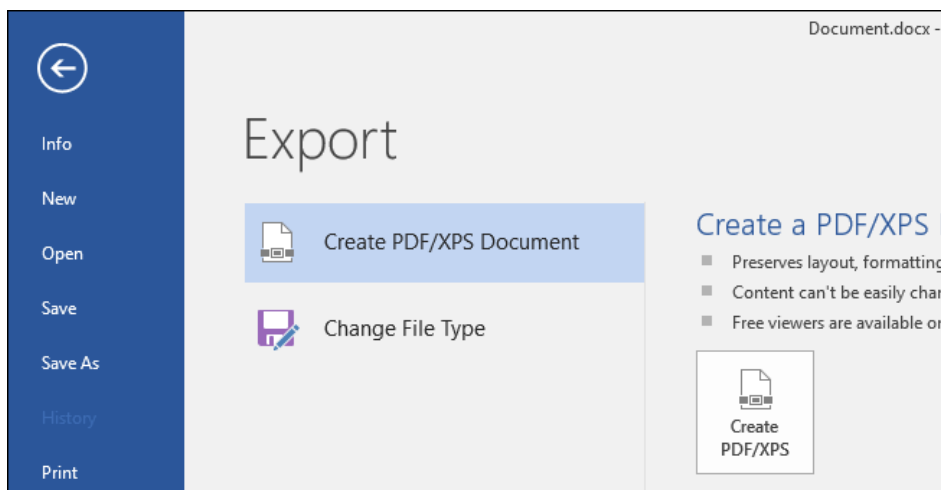 Document.docx -
Info
New
Open
Save
Save As
History
Print
Export
Create PDF/XPS Document
Change File Type
Create a PDF/XPS
Preserves layout, formatting
Content can't be easily
Free viewers are available
Create
PDF/XPS